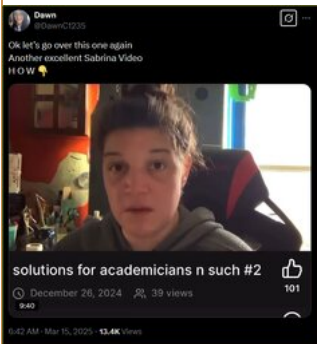 Dawn
@DawnC1235
Ok let's go over this one again
Another excellent Sabrina Video
H O W 👇
solutions for academicians n such #2
101
December 26, 2024 39 views
9:40
6:42 AM · Mar 15, 2025 · 13.4K Views